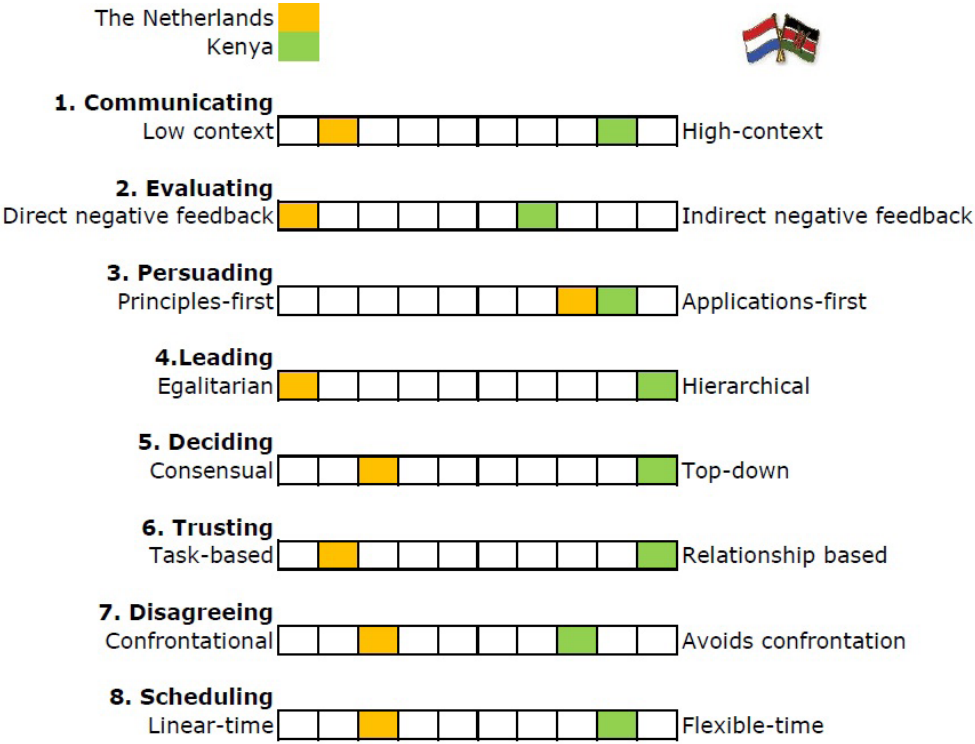 The Netherlands
Kenya
1. Communicating
Low context High-context
2. Evaluating
Direct negative feedback Indirect negative feedback
3. Persuading
Principles-first Applications-first
4.Leading
Egalitarian Hierarchical
5. Deciding
Consensual Top-down
6. Trusting
Task-based Relationship based
7. Disagreeing
Confrontational Avoids confrontation
8. Scheduling
Linear-time Flexible-time